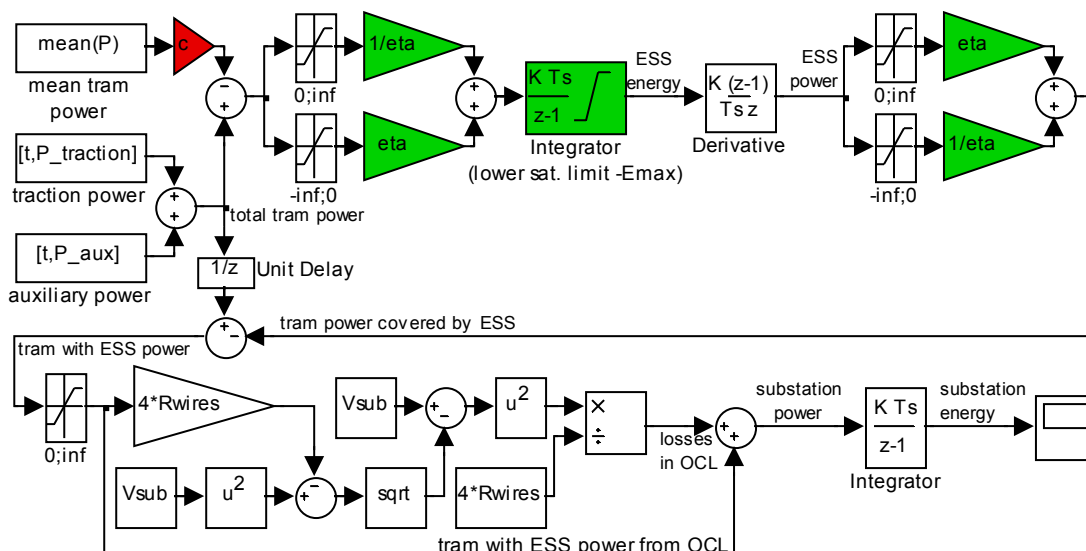 mean(P)
mean tram
power
c
−
+
0;inf
1/eta
-inf;0
eta
+
+
K Ts
z-1
Integrator
(lower sat. limit -Emax)
ESS
energy
K (z-1)
Ts z
Derivative
ESS
power
0;inf
eta
-inf;0
1/eta
+
+
[t,P_traction]
traction power
+
+
[t,P_aux]
auxiliary power
total tram power
1/z
Unit Delay
+
−
tram power covered by ESS
tram with ESS power
0;inf
4*Rwires
Vsub
u2
+
−
sqrt
Vsub
+
−
u2
4*Rwires
×
÷
losses
in OCL
+
+
substation
power
K Ts
z-1
Integrator
substation
energy
tram with ESS power from OCL